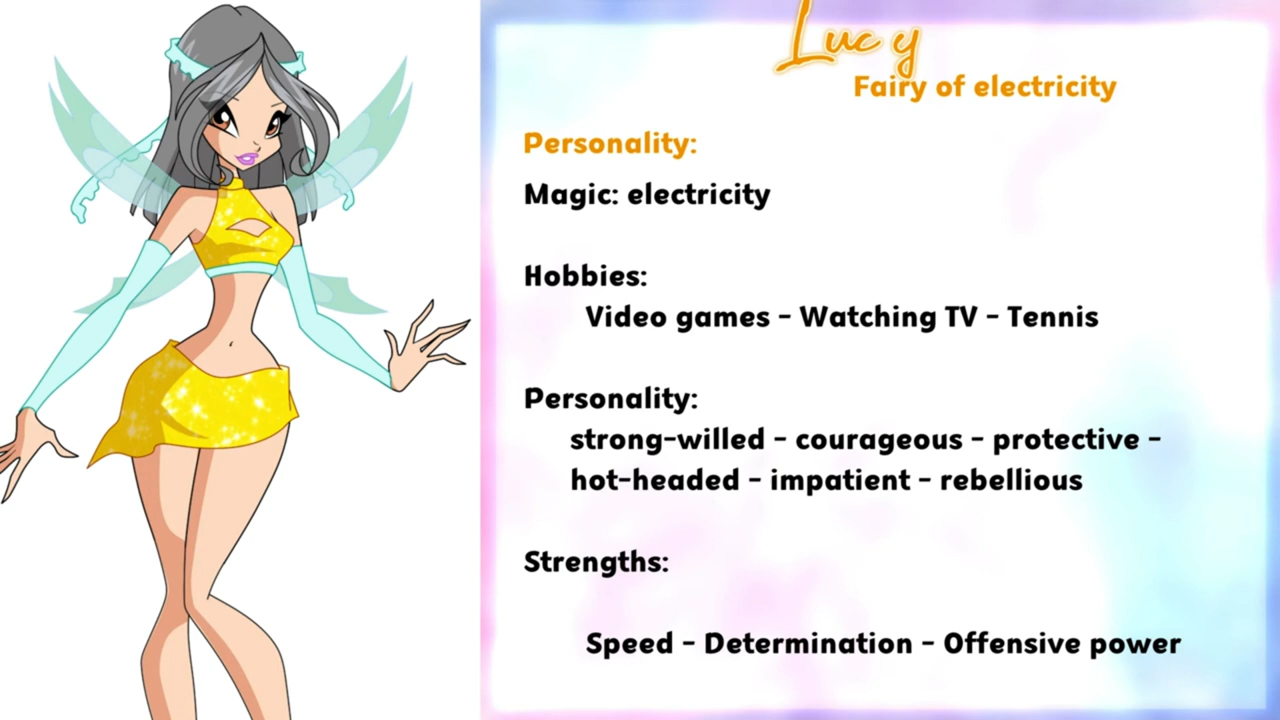 Lucy
Fairy of electricity
Personality:
Magic: electricity
Hobbies:
Video games - Watching TV - Tennis
Personality:
strong-willed - courageous - protective -
hot-headed - impatient - rebellious
Strengths:
Speed - Determination - Offensive power